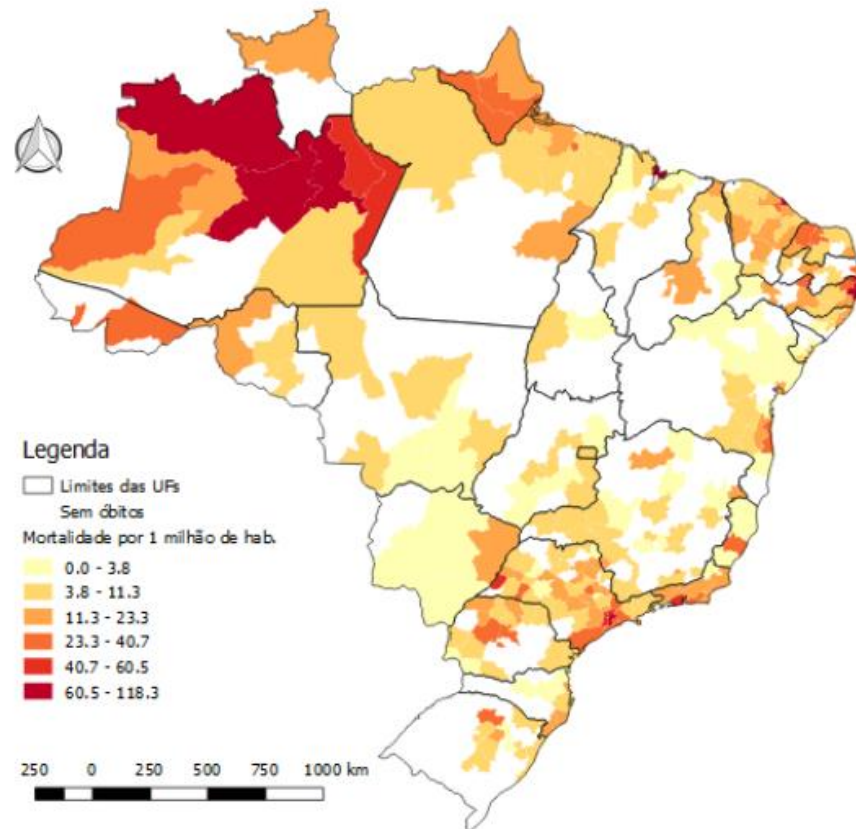 Legenda
Limites das UFs
Sem óbitos
Mortalidade por 1 milhão de hab.
0.0 - 3.8
3.8 - 11.3
11.3 - 23.3
23.3 - 40.7
40.7 - 60.5
60.5 - 118.3
250 0 250 500 750 1000 km